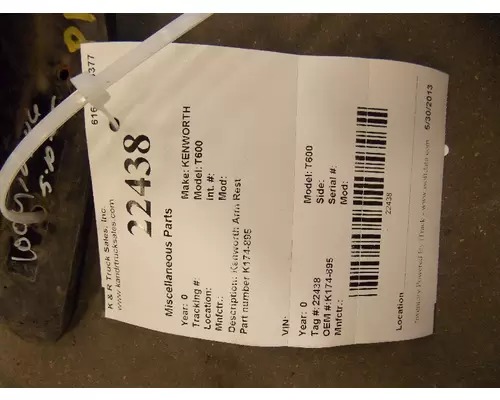 K & R Truck Sales, Inc.
www.kandrtrucksales.com
22438
Miscellaneous Parts
Year: 0 Make: KENWORTH
Tracking #: Model: T600
Location: Int. #:
Mnfctr.: Mod:
Description: Kenworth Arm Rest
Part number K174-895
VIN:
Year: 0 Model: T600
Tag #: 22438 Side:
OEM #: K174-895 Serial #:
Mnfctr.: Mod:
22438
Location 5/30/2013